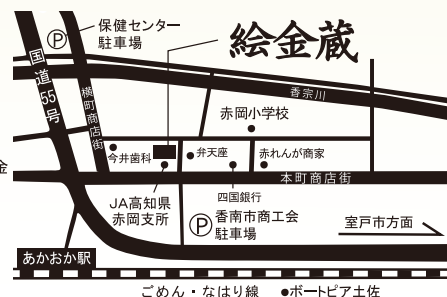 保健センター
駐車場
Ⓟ
絵金蔵
国道55号
横町商店街
香宗川
赤岡小学校
今井歯科
弁天座
赤れんが商家
金
本町商店街
JA高知県
赤岡支所
四国銀行
Ⓟ
香南市商工会
駐車場
室戸市方面
あかおか駅
ごめん・なはり線
ボートピア土佐